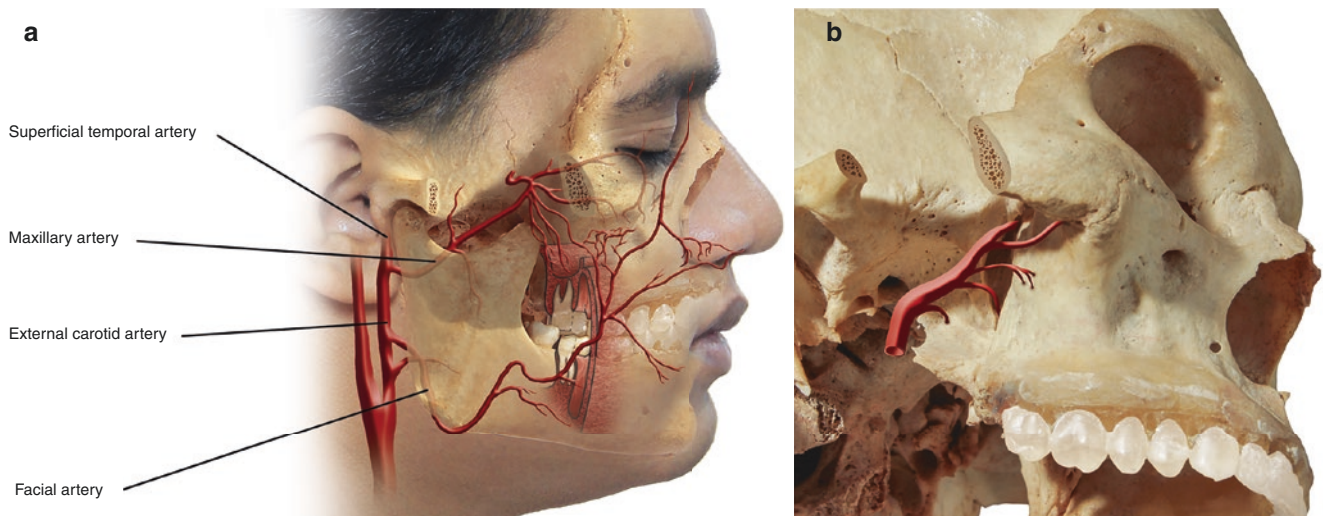 a
b
Superficial temporal artery
Maxillary artery
External carotid artery
Facial artery